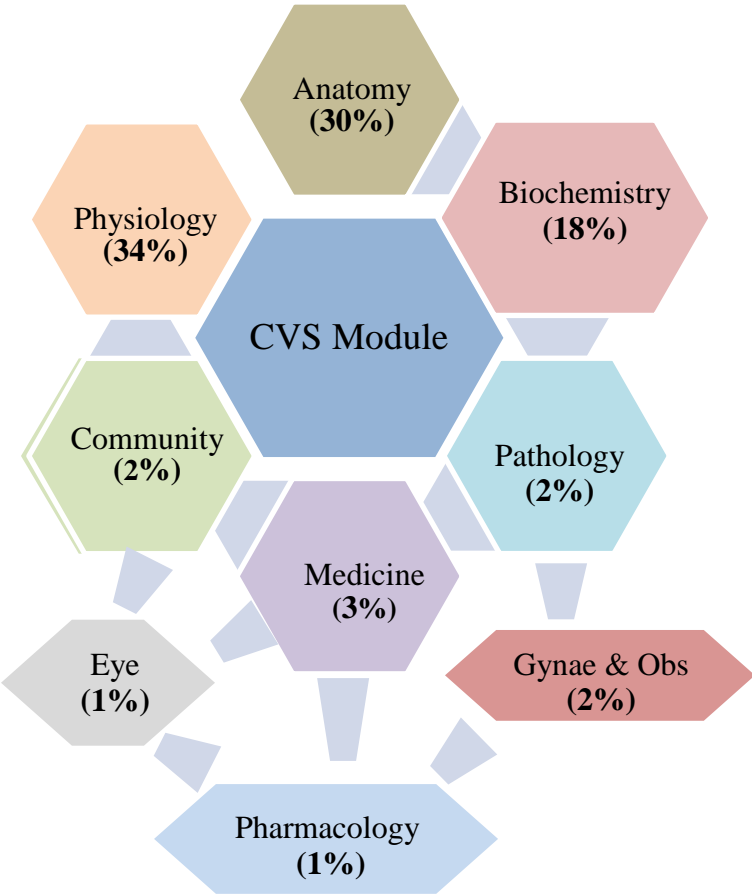 Anatomy
(30%)
Physiology
(34%)
Biochemistry
(18%)
CVS Module
Community
(2%)
Pathology
(2%)
Medicine
(3%)
Eye
(1%)
Gynae & Obs
(2%)
Pharmacology
(1%)